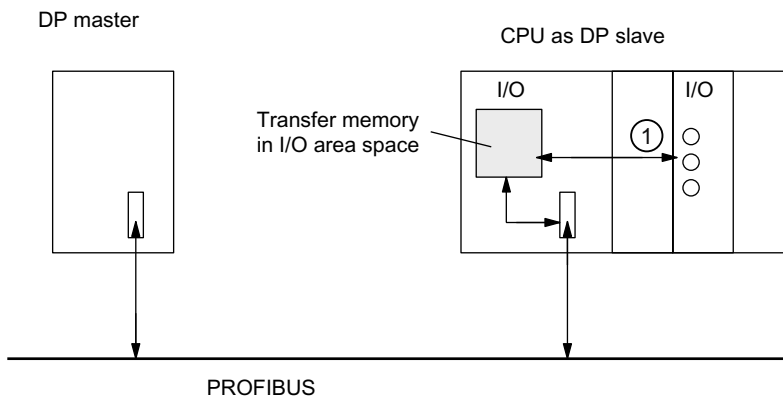 DP master
CPU as DP slave
I/O
I/O
Transfer memory
in I/O area space
1
PROFIBUS